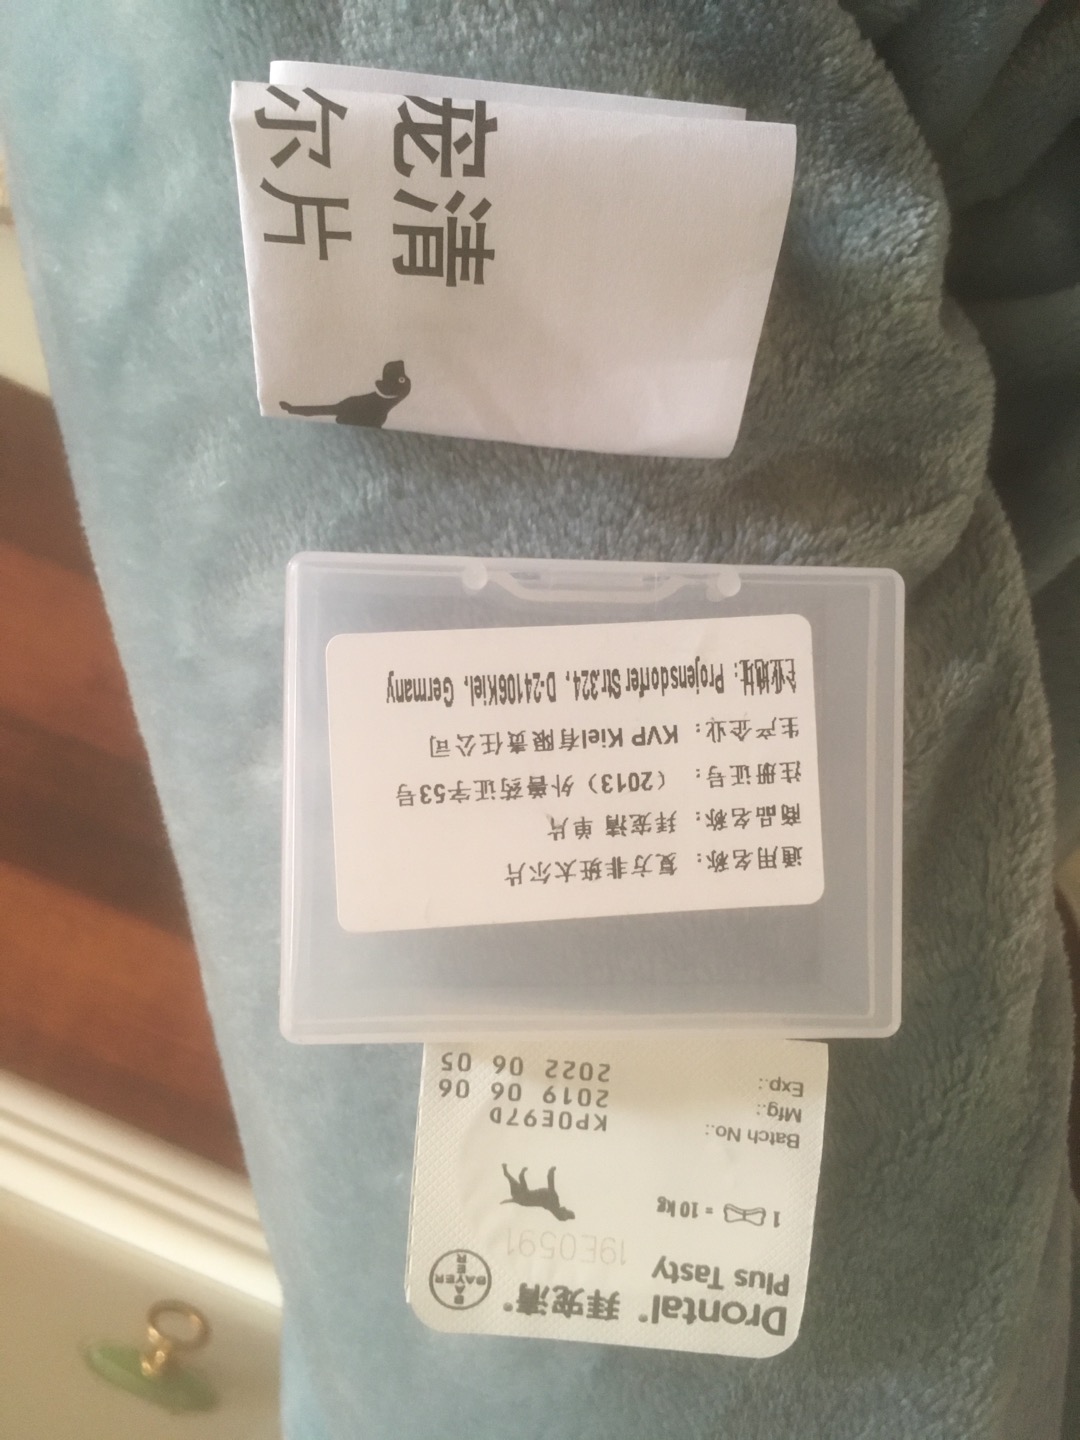 宠清
尔片
通用名称：复方非班太尔片
商品名称：拜宠清 单片
注册证号：（2013）外兽药证字53号
生产企业：KVP Kiel有限责任公司
企业地址：Projensdorfer Str.324，D-24106Kiel，Germany
Drontal® 拜宠清®
Plus Tasty
BAYER
BAYER
19E0591
1 = 10 kg
Batch No.: KP0E97D
Mfg.: 2019 06 06
Exp.: 2022 06 05